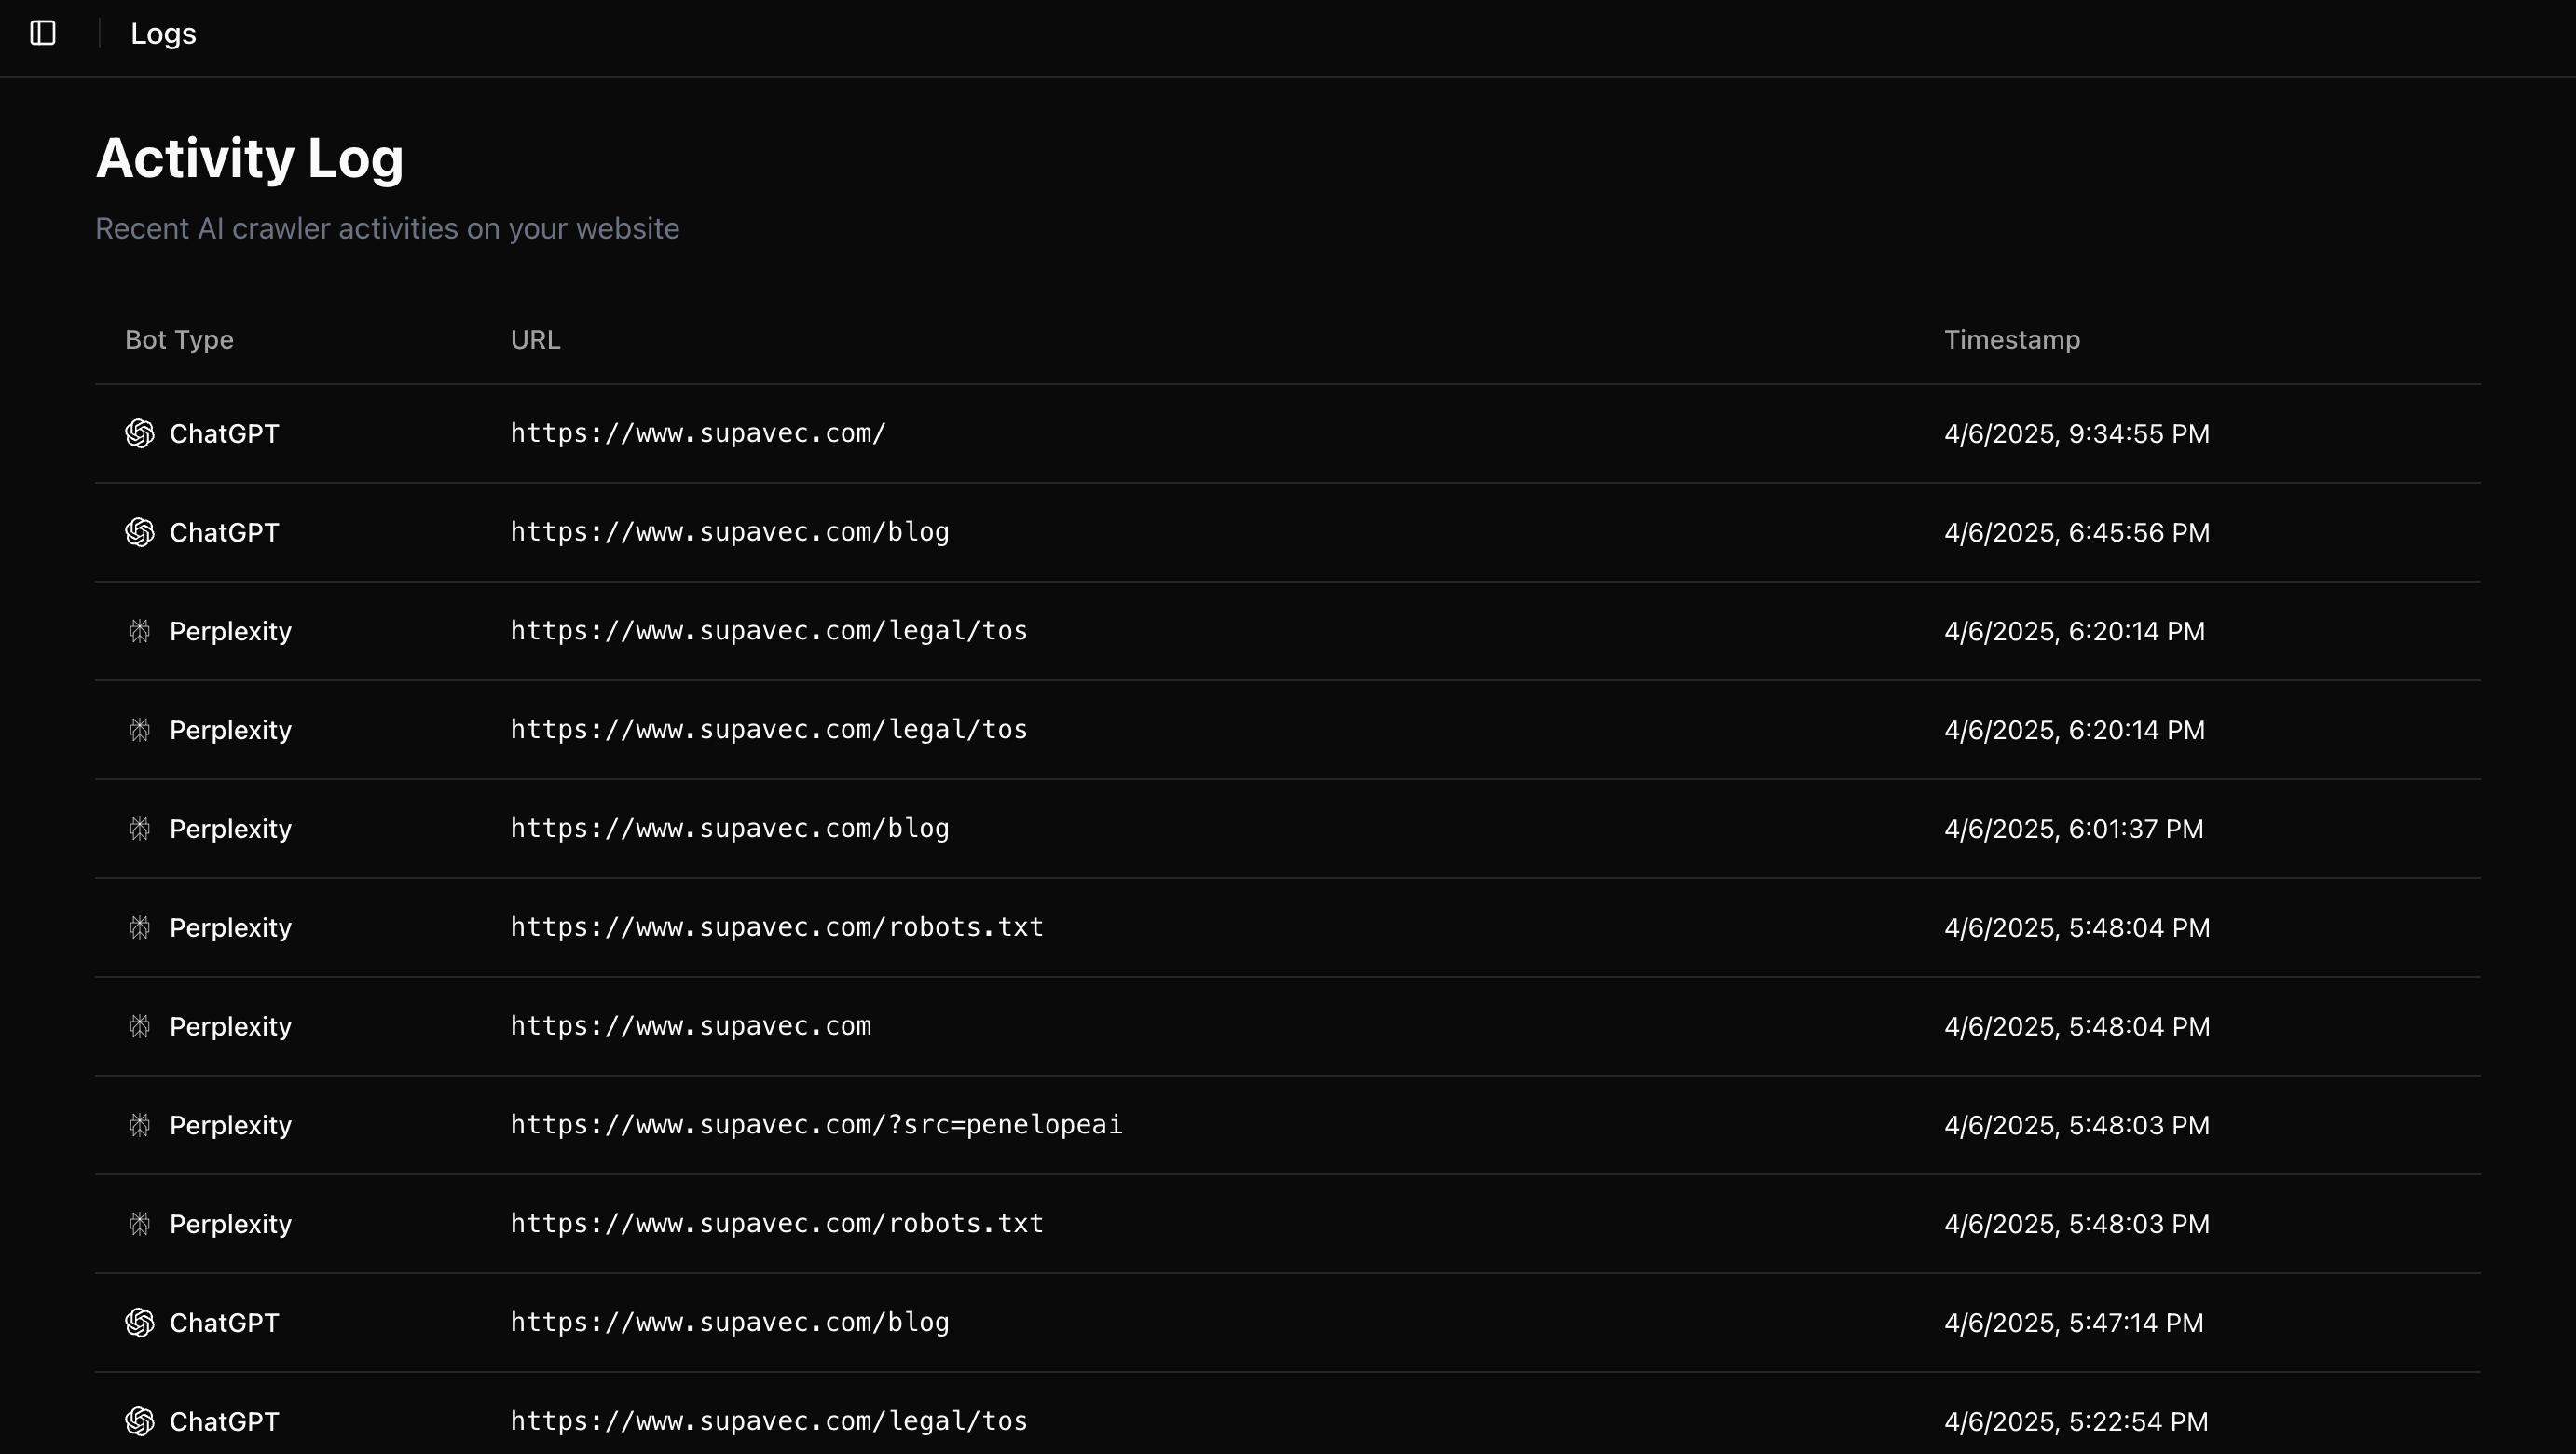 Logs
Activity Log
Recent AI crawler activities on your website
Bot Type URL Timestamp
ChatGPT https://www.supavec.com/ 4/6/2025, 9:34:55 PM
ChatGPT https://www.supavec.com/blog 4/6/2025, 6:45:56 PM
Perplexity https://www.supavec.com/legal/tos 4/6/2025, 6:20:14 PM
Perplexity https://www.supavec.com/legal/tos 4/6/2025, 6:20:14 PM
Perplexity https://www.supavec.com/blog 4/6/2025, 6:01:37 PM
Perplexity https://www.supavec.com/robots.txt 4/6/2025, 5:48:04 PM
Perplexity https://www.supavec.com 4/6/2025, 5:48:04 PM
Perplexity https://www.supavec.com/?src=penelopeai 4/6/2025, 5:48:03 PM
Perplexity https://www.supavec.com/robots.txt 4/6/2025, 5:48:03 PM
ChatGPT https://www.supavec.com/blog 4/6/2025, 5:47:14 PM
ChatGPT https://www.supavec.com/legal/tos 4/6/2025, 5:22:54 PM